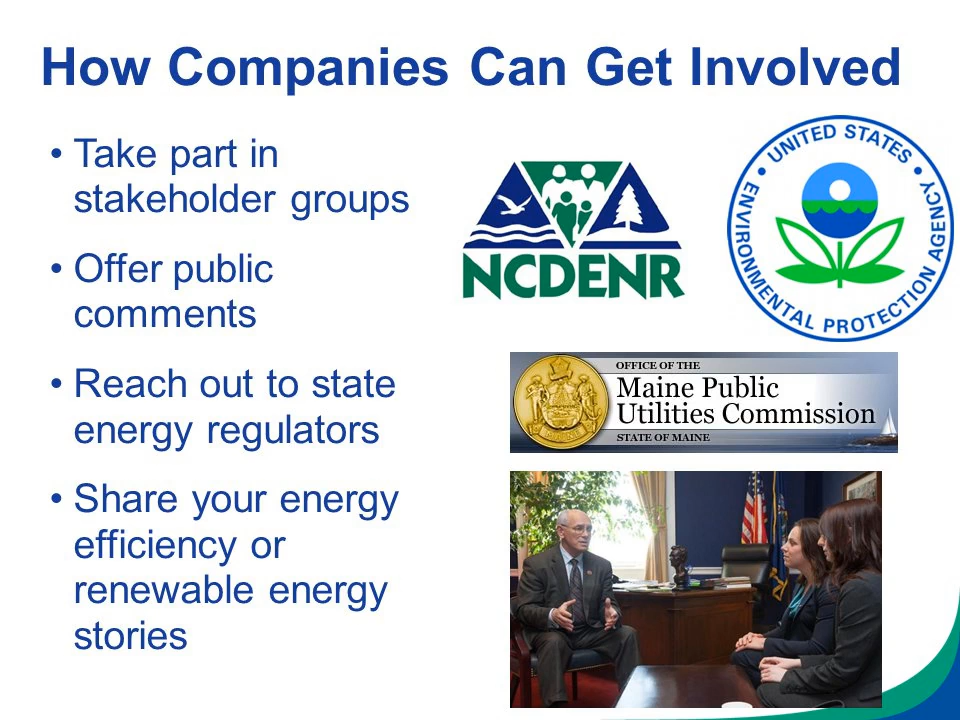 How Companies Can Get Involved
• Take part in
stakeholder groups
• Offer public
comments
• Reach out to state
energy regulators
• Share your energy
efficiency or
renewable energy
stories
NCDENR
• UNITED STATES •
ENVIRONMENTAL PROTECTION AGENCY
OFFICE OF THE
Maine Public
Utilities Commission
STATE OF MAINE
MAINE